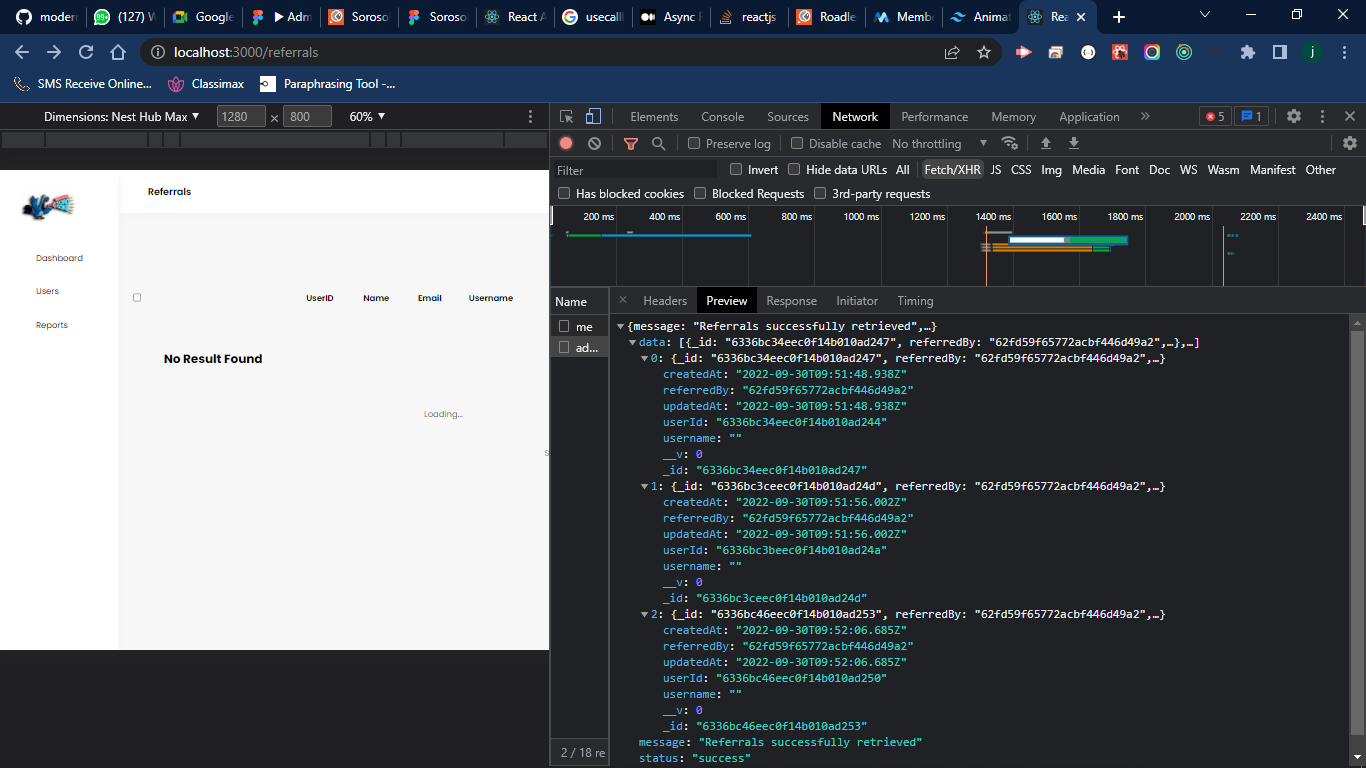 moder
(127) W
Google
▶ Adm
Soroso
Soroso
React A
usecall
Async F
reactjs
Roadle
Memb
Animat
Rea
localhost:3000/referrals
j
SMS Receive Online...
Classimax
Paraphrasing Tool -...
Dimensions: Nest Hub Max ▼
1280 × 800
60% ▼
Elements
Console
Sources
Network
Performance
Memory
Application
»
5
1
Preserve log
Disable cache
No throttling
Filter
Invert
Hide data URLs
All
Fetch/XHR
JS
CSS
Img
Media
Font
Doc
WS
Wasm
Manifest
Other
Has blocked cookies
Blocked Requests
3rd-party requests
200 ms
400 ms
600 ms
800 ms
1000 ms
1200 ms
1400 ms
1600 ms
1800 ms
2000 ms
2200 ms
2400 ms
Referrals
Dashboard
Users
Reports
UserID
Name
Email
Username
No Result Found
Loading...
S
Name
me
ad...
2 / 18 re
×
Headers
Preview
Response
Initiator
Timing
▼{message: "Referrals successfully retrieved",…}
▼data: [{_id: "6336bc34eec0f14b010ad247", referredBy: "62fd59f65772acbf446d49a2",…},…]
▼0: {_id: "6336bc34eec0f14b010ad247", referredBy: "62fd59f65772acbf446d49a2",…}
createdAt: "2022-09-30T09:51:48.938Z"
referredBy: "62fd59f65772acbf446d49a2"
updatedAt: "2022-09-30T09:51:48.938Z"
userId: "6336bc34eec0f14b010ad244"
username: ""
__v: 0
_id: "6336bc34eec0f14b010ad247"
▼1: {_id: "6336bc3ceec0f14b010ad24d", referredBy: "62fd59f65772acbf446d49a2",…}
createdAt: "2022-09-30T09:51:56.002Z"
referredBy: "62fd59f65772acbf446d49a2"
updatedAt: "2022-09-30T09:51:56.002Z"
userId: "6336bc3beec0f14b010ad24a"
username: ""
__v: 0
_id: "6336bc3ceec0f14b010ad24d"
▼2: {_id: "6336bc46eec0f14b010ad253", referredBy: "62fd59f65772acbf446d49a2",…}
createdAt: "2022-09-30T09:52:06.685Z"
referredBy: "62fd59f65772acbf446d49a2"
updatedAt: "2022-09-30T09:52:06.685Z"
userId: "6336bc46eec0f14b010ad250"
username: ""
__v: 0
_id: "6336bc46eec0f14b010ad253"
message: "Referrals successfully retrieved"
status: "success"